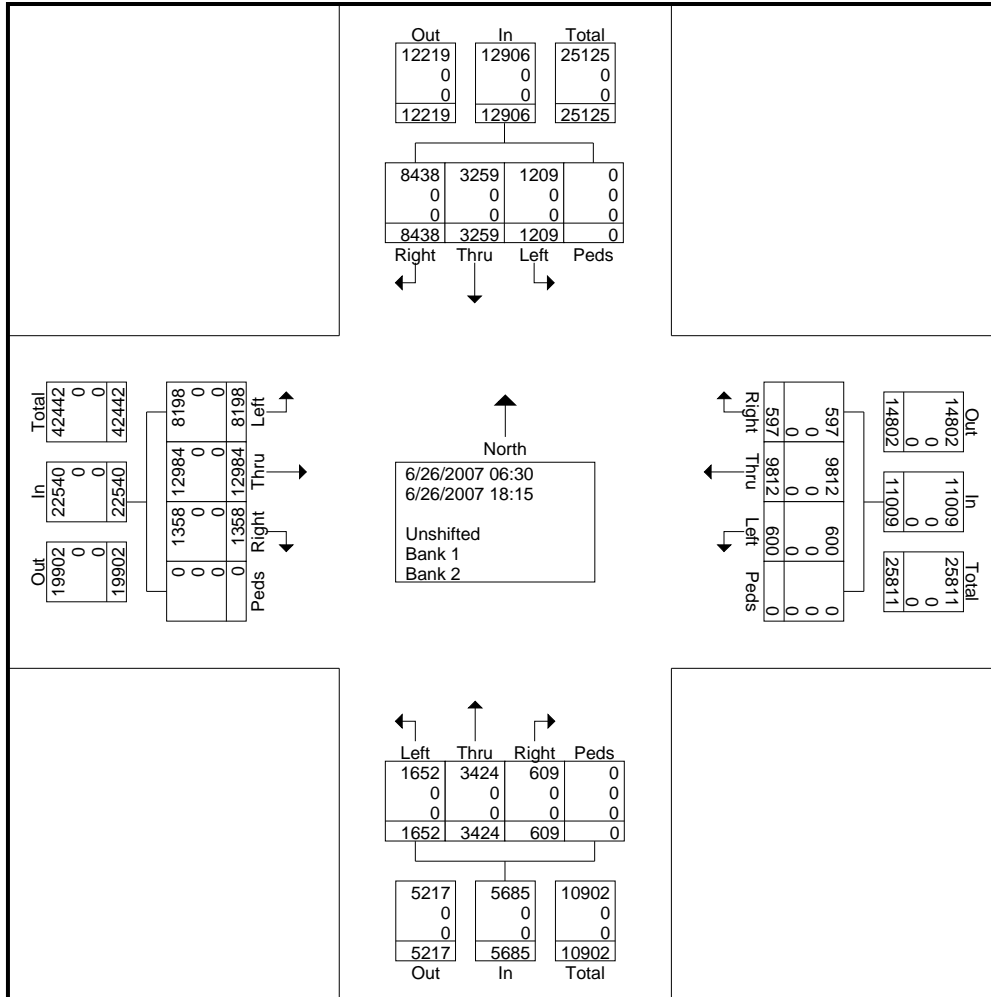 Out In Total
12219 12906 25125
0 0 0
0 0 0
12219 12906 25125
8438 3259 1209 0
0 0 0 0
0 0 0 0
8438 3259 1209 0
Right Thru Left Peds
Total
42442
0
0
42442
In
22540
0
0
22540
Out
19902
0
0
19902
8198
0
0
8198
Left
12984
0
0
12984
Thru
1358
0
0
1358
Right
0
0
0
0
Peds
North
6/26/2007 06:30
6/26/2007 18:15
Unshifted
Bank 1
Bank 2
Right
597
0
0
597
Thru
9812
0
0
9812
Left
600
0
0
600
Peds
0
0
0
0
Out
14802
0
0
14802
In
11009
0
0
11009
Total
25811
0
0
25811
Left Thru Right Peds
1652 3424 609 0
0 0 0 0
0 0 0 0
1652 3424 609 0
5217 5685 10902
0 0 0
0 0 0
5217 5685 10902
Out In Total